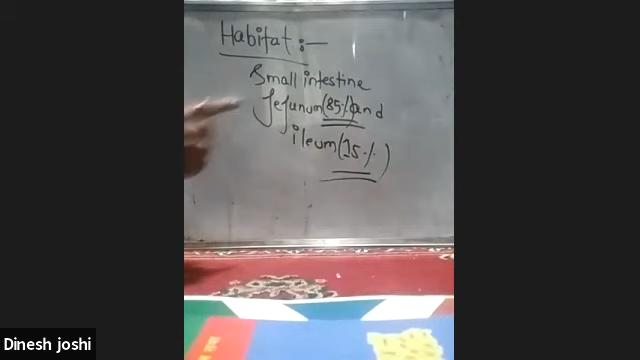 Habitat :—
Small intestine
Jejunum (85%) and
ileum (15%)
Dinesh joshi